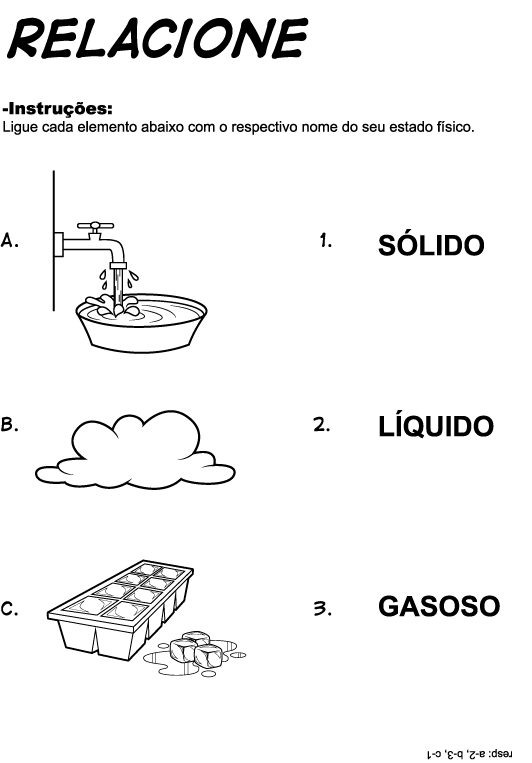 RELACIONE
-Instruções:
Ligue cada elemento abaixo com o respectivo nome do seu estado físico.
A.
1.
SÓLIDO
B.
2.
LÍQUIDO
C.
3.
GASOSO
resp: a-2, b-3, c-1